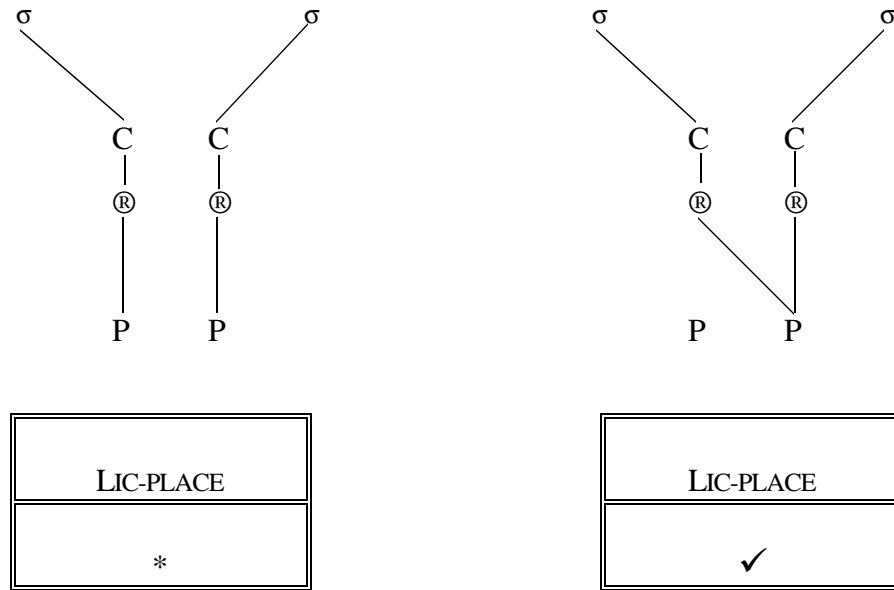 σ σ σ σ
C C C C
® ® ® ®
P P P P
LIC-PLACE LIC-PLACE
* ✓